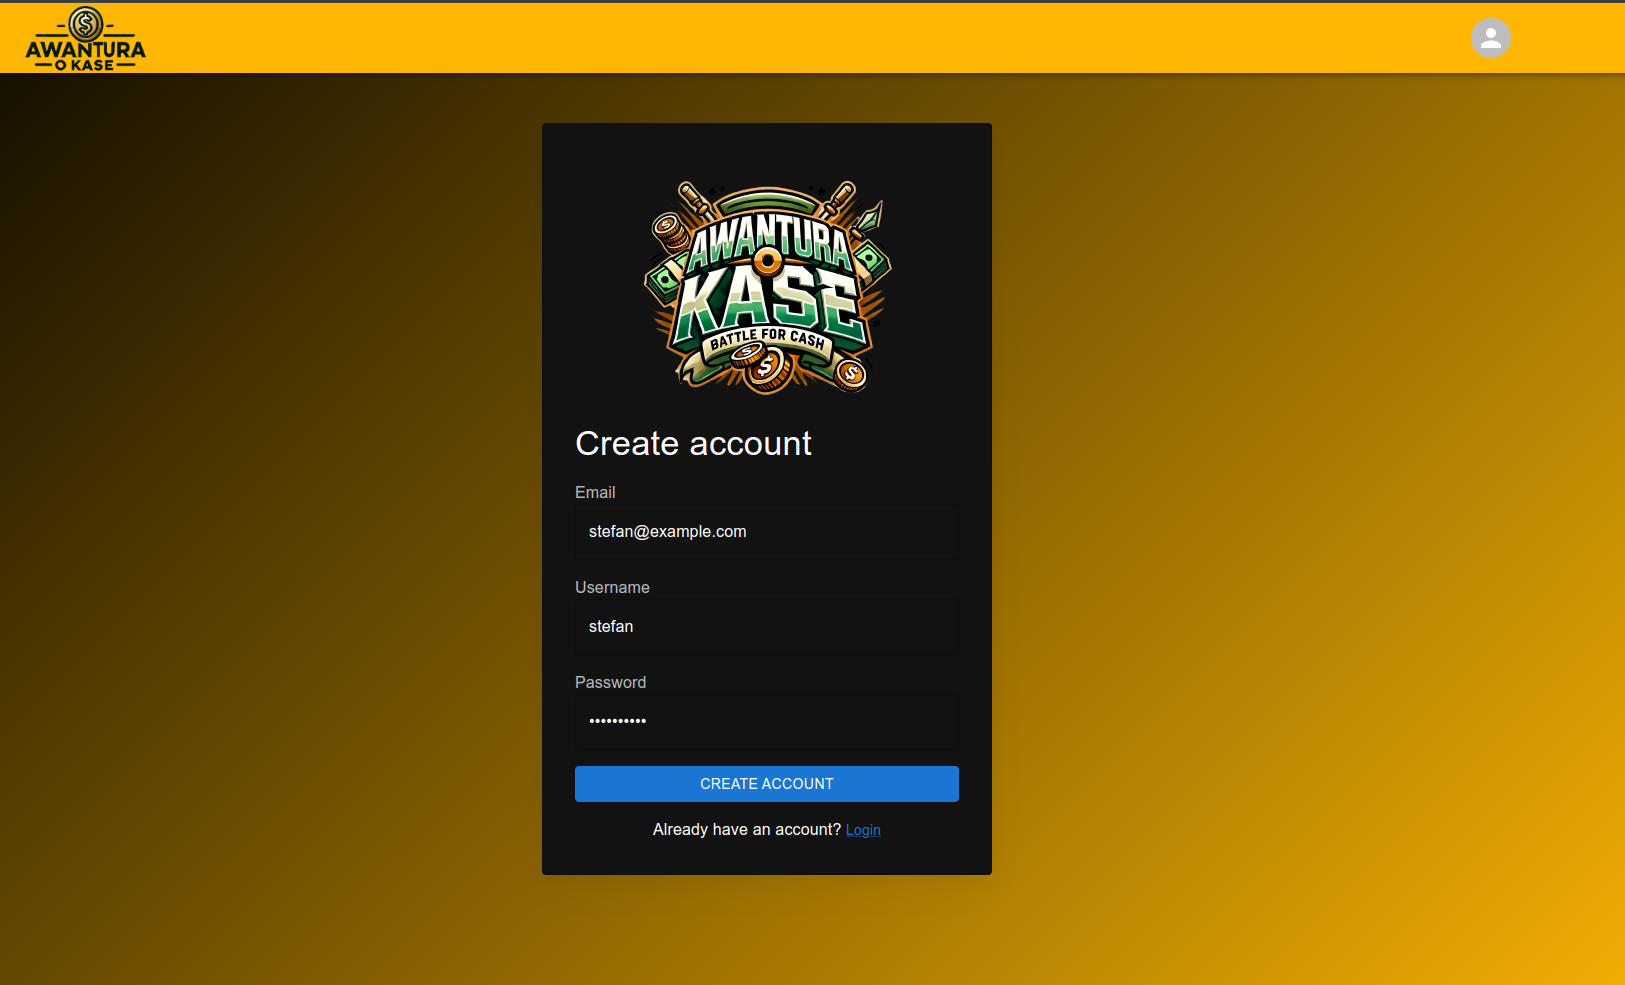 AWANTURA
O KASE
AWANTURA
O
KASE
BATTLE FOR CASH
Create account
Email
stefan@example.com
Username
stefan
Password
••••••••••
CREATE ACCOUNT
Already have an account? Login